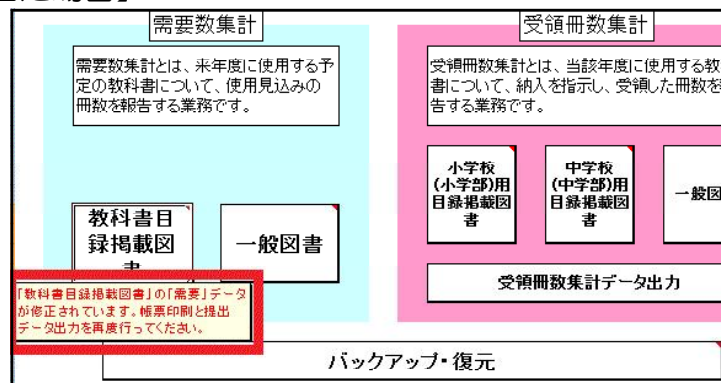 需要数集計
需要数集計とは、来年度に使用する予
定の教科書について、使用見込みの
冊数を報告する業務です。
教科書目
録掲載図
一般図書
「教科書目録掲載図書」の「需要」データ
が修正されています。帳票印刷と提出
データ出力を再度行ってください。
受領冊数集計
受領冊数集計とは、当該年度に使用する教
書について、納入を指示し、受領した冊数を
告する業務です。
小学校
(小学部)用
目録掲載図
書
中学校
(中学部)用
目録掲載図
書
一般図
受領冊数集計データ出力
バックアップ・復元